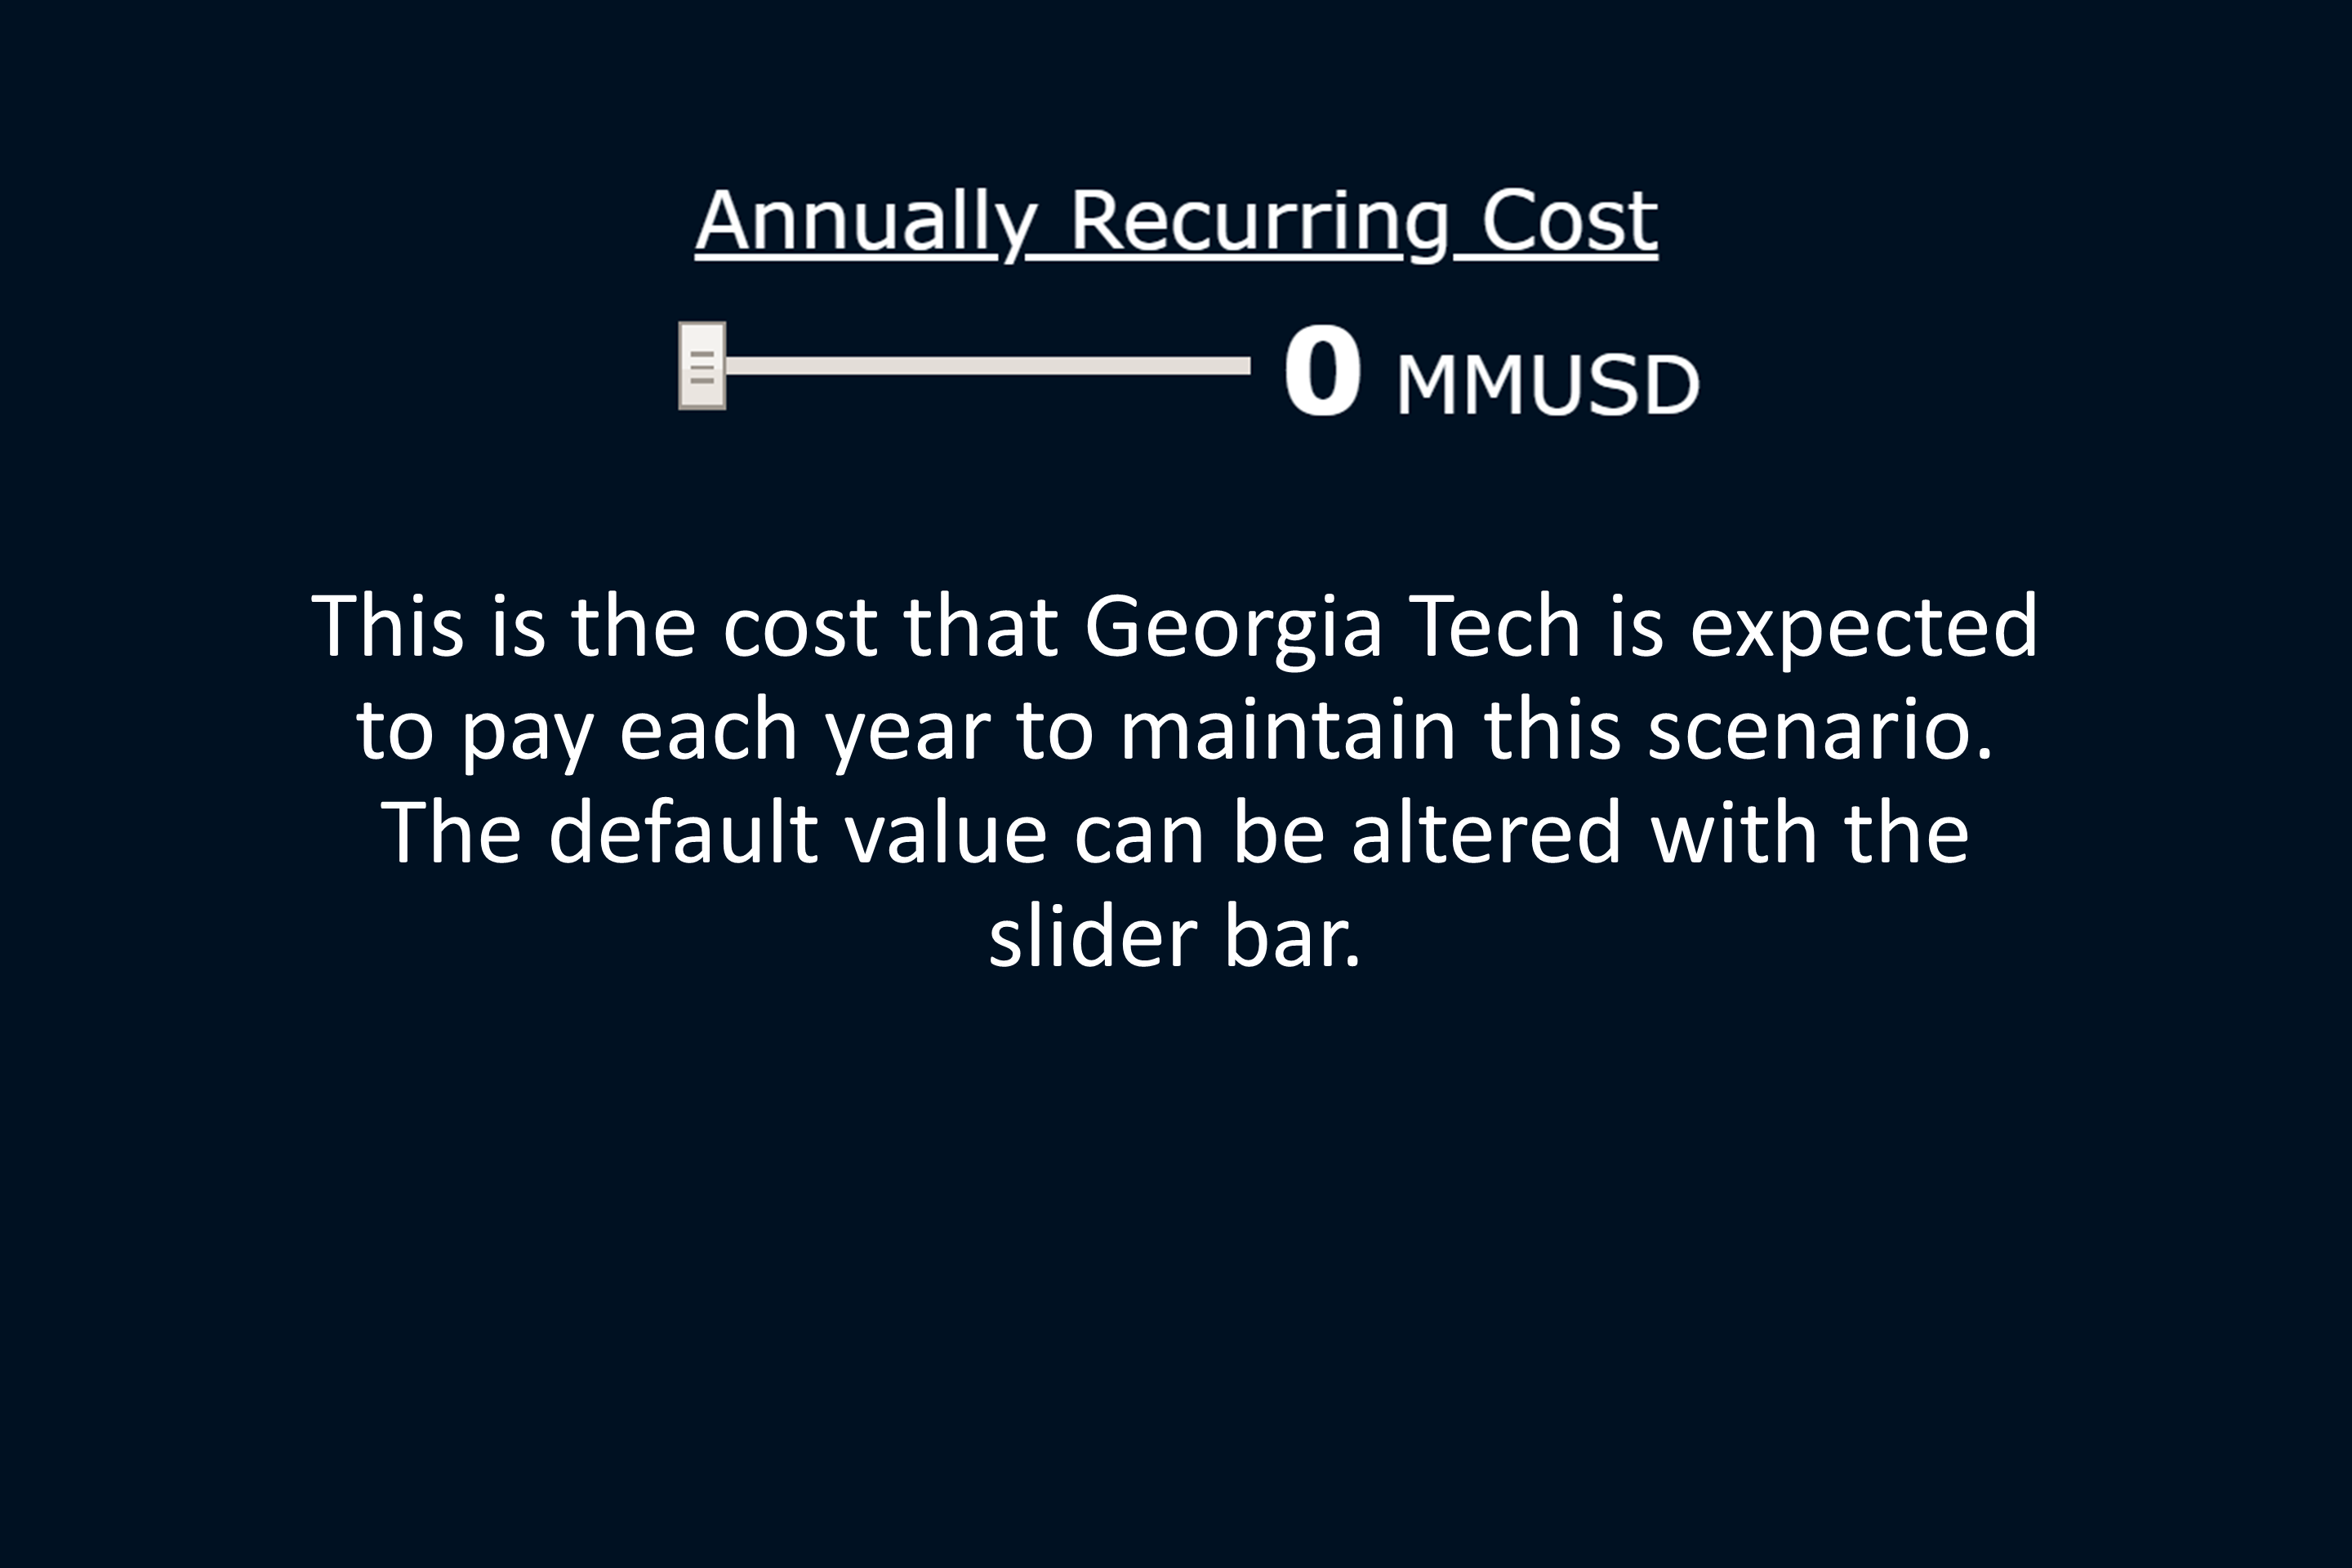 Annually Recurring Cost
0 MMUSD
This is the cost that Georgia Tech is expected
to pay each year to maintain this scenario.
The default value can be altered with the
slider bar.